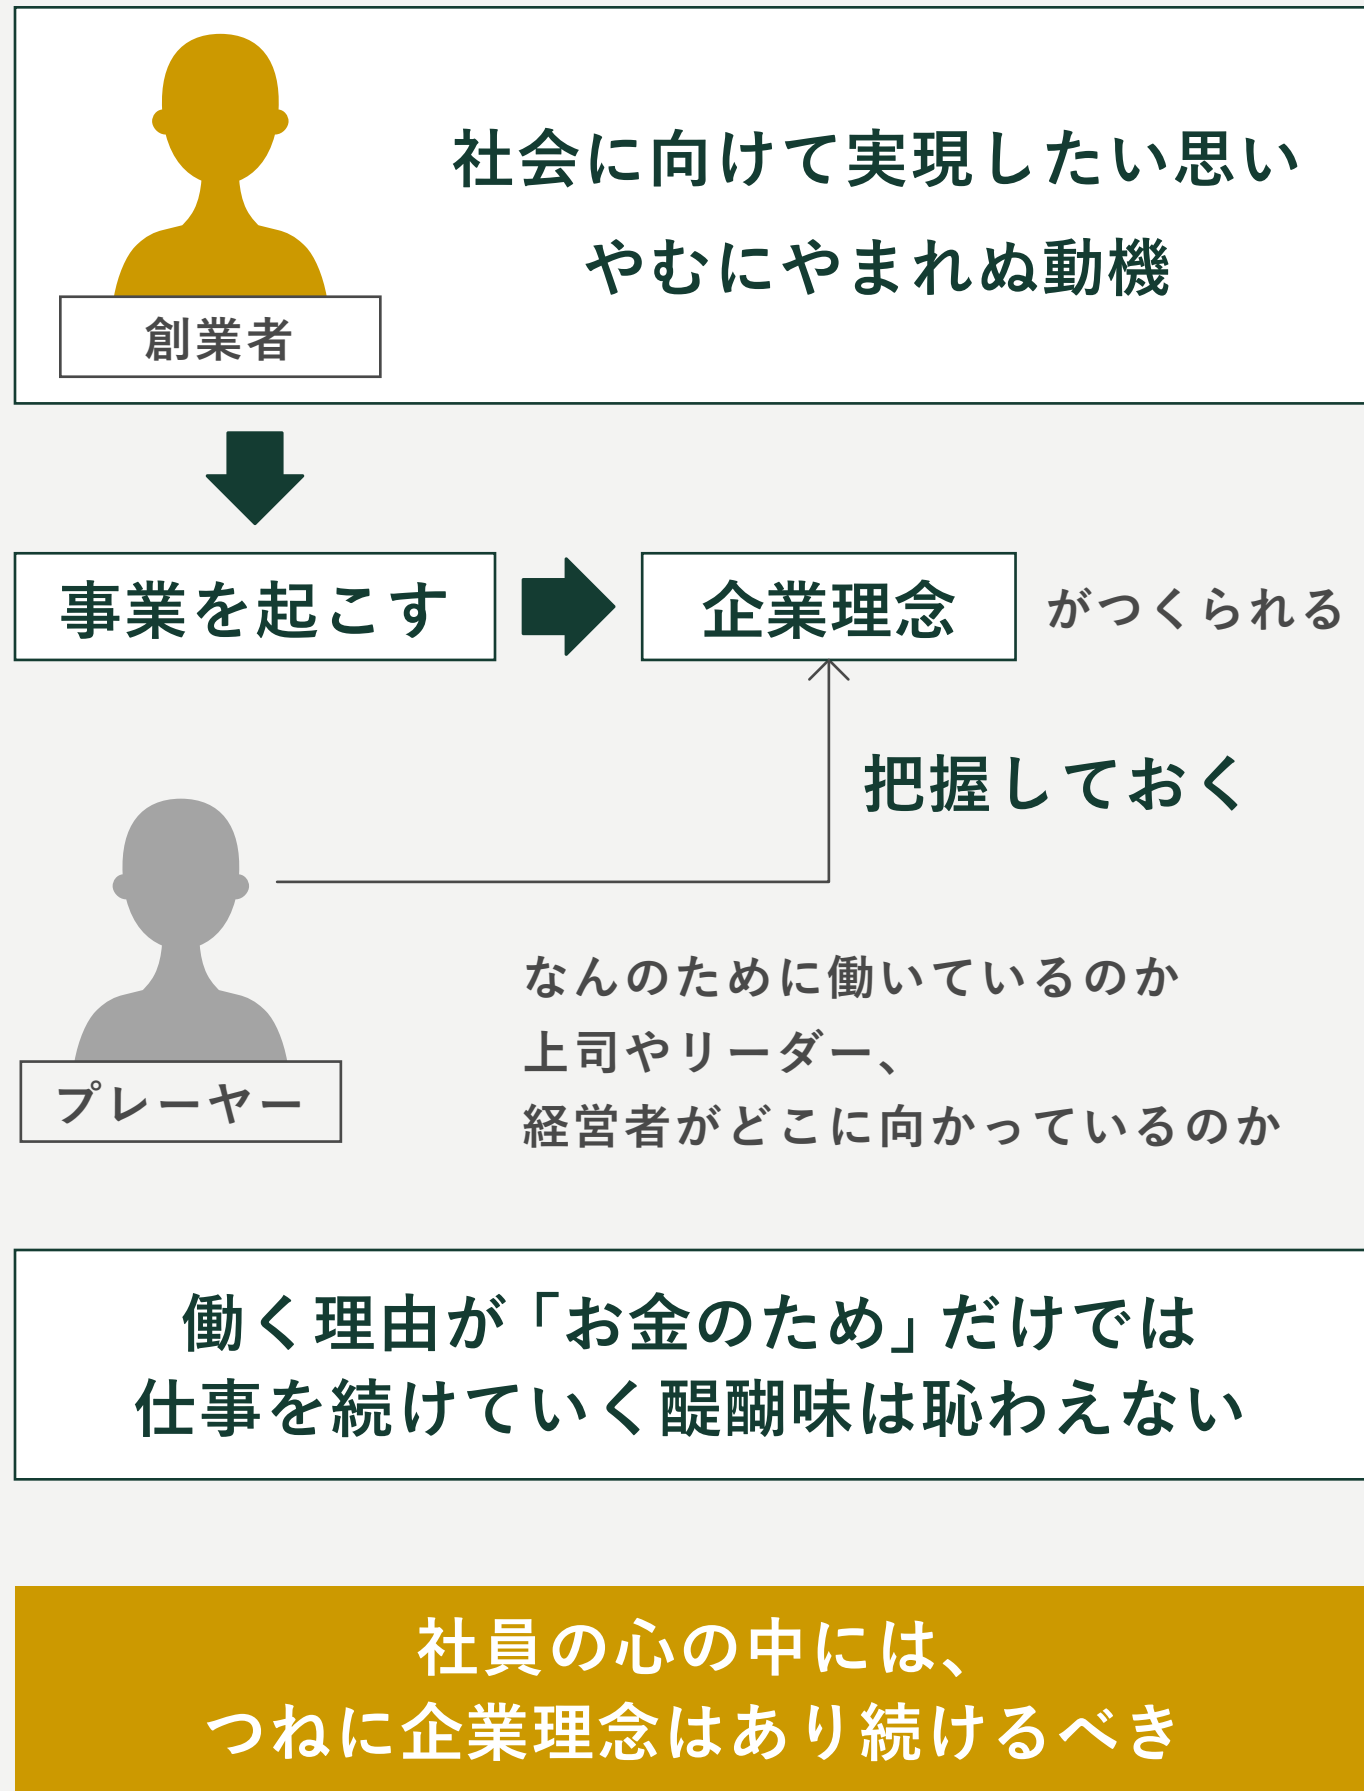 社会に向けて実現したい思い
やむにやまれぬ動機
創業者
事業を起こす
企業理念
がつくられる
把握しておく
プレーヤー
なんのために働いているのか
上司やリーダー、
経営者がどこに向かっているのか
働く理由が「お金のため」だけでは
仕事を続けていく醍醐味は恥わえない
社員の心の中には、
つねに企業理念はあり続けるべき